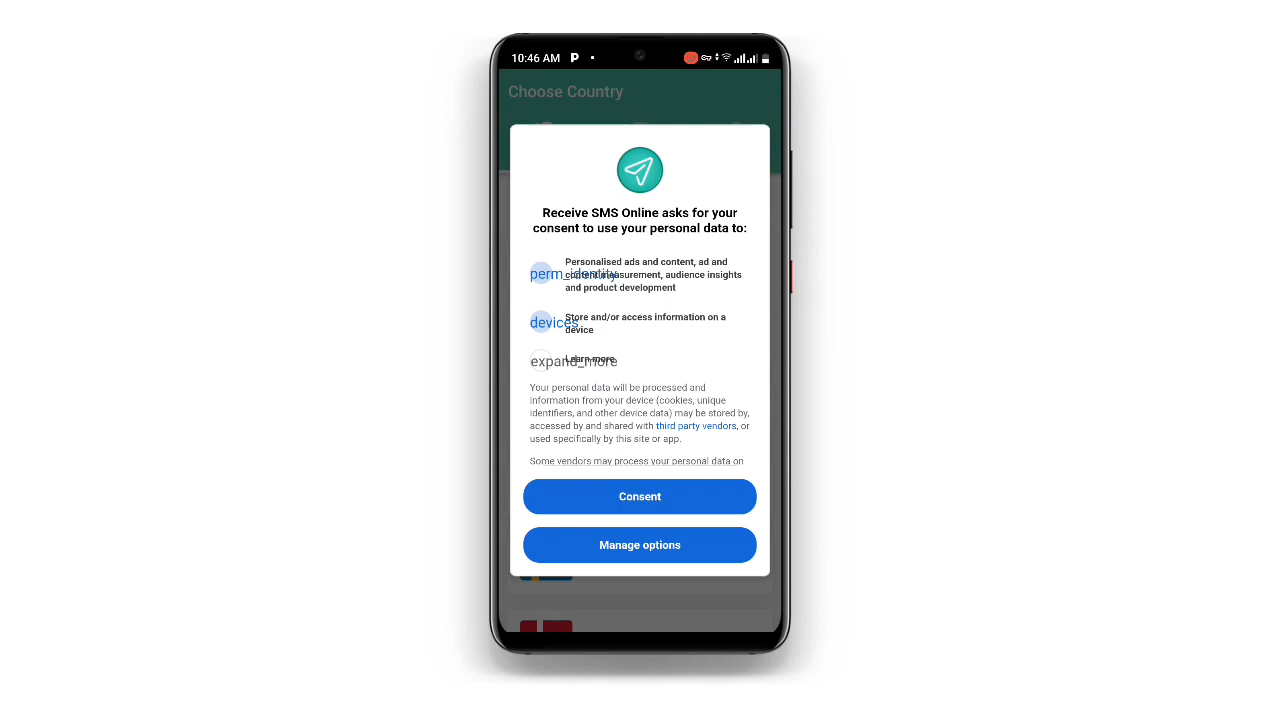 10:46 AM
Choose Country
Receive SMS Online asks for your
consent to use your personal data to:
perm_identity
Personalised ads and content, ad and
content measurement, audience insights
and product development
devices
Store and/or access information on a
device
expand_more
Learn more
Your personal data will be processed and
information from your device (cookies, unique
identifiers, and other device data) may be stored by,
accessed by and shared with third party vendors, or
used specifically by this site or app.
Some vendors may process your personal data on
Consent
Manage options